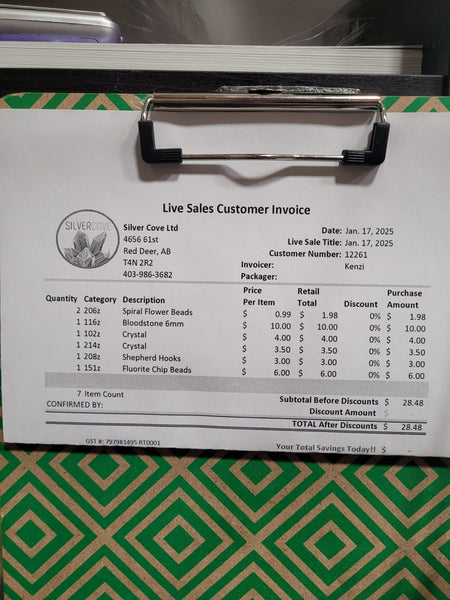 Live Sales Customer Invoice
SILVERCOVE
Silver Cove Ltd
4656 61st
Red Deer, AB
T4N 2R2
403-986-3682
Date: Jan. 17, 2025
Live Sale Title: Jan. 17, 2025
Customer Number: 12261
Invoicer: Kenzi
Packager:
Quantity Category Description Price Per Item Retail Total Discount Purchase Amount
2 206z Spiral Flower Beads $ 0.99 $ 1.98 0% $ 1.98
1 116z Bloodstone 6mm $ 10.00 $ 10.00 0% $ 10.00
1 102z Crystal $ 4.00 $ 4.00 0% $ 4.00
1 214z Crystal $ 3.50 $ 3.50 0% $ 3.50
1 208z Shepherd Hooks $ 3.00 $ 3.00 0% $ 3.00
1 151z Fluorite Chip Beads $ 6.00 $ 6.00 0% $ 6.00
7 Item Count
Subtotal Before Discounts $ 28.48
CONFIRMED BY:
Discount Amount $ -
TOTAL After Discounts $ 28.48
GST #: 797981495 RT0001
Your Total Savings Today!! $ -